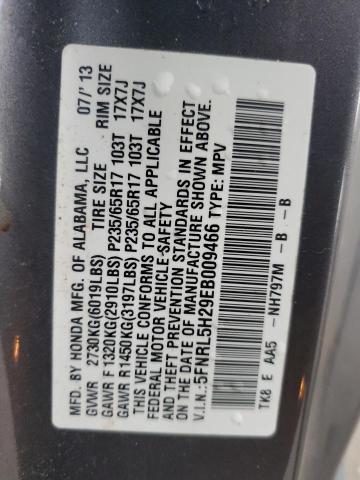 MFD. BY HONDA MFG. OF ALABAMA, LLC 07/'13
GVWR 2730KG(6019LBS) TIRE SIZE RIM SIZE
GAWR F 1320KG(2910LBS) P235/65R17 103T 17X7J
GAWR R 1450KG(3197LBS) P235/65R17 103T 17X7J
THIS VEHICLE CONFORMS TO ALL APPLICABLE
FEDERAL MOTOR VEHICLE-SAFETY
AND THEFT PREVENTION STANDARDS IN EFFECT
ON THE DATE OF MANUFACTURE SHOWN ABOVE.
V.I.N.: 5FNRL5H29EB009466 MPV
TK8 E AA5 - NH797M - B - B